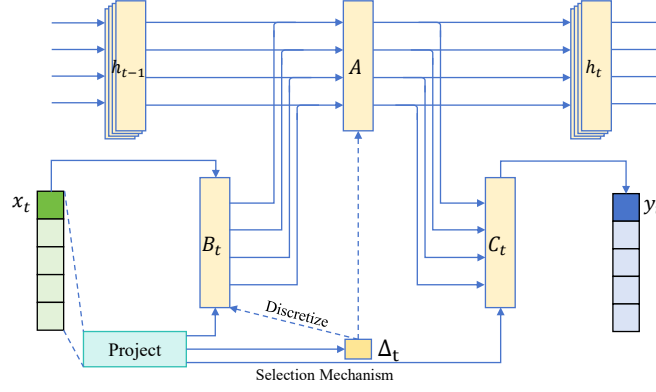 h_{t−1}
A
h_t
x_t
B_t
C_t
y
Discretize
Project
Δ_t
Selection Mechanism